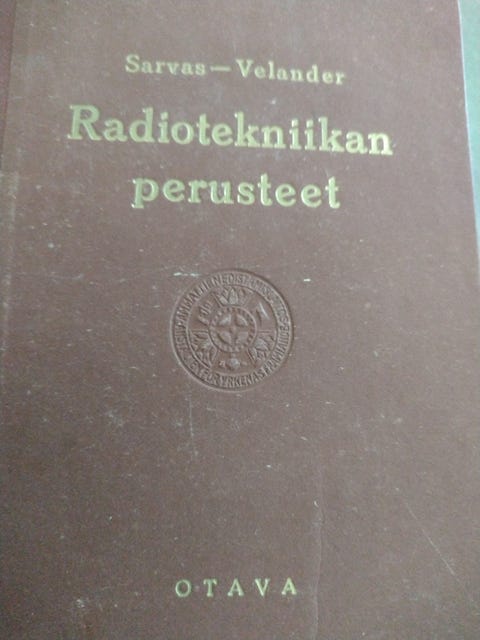 Sarvas — Velander
Radiotekniikan
perusteet
OTAVA